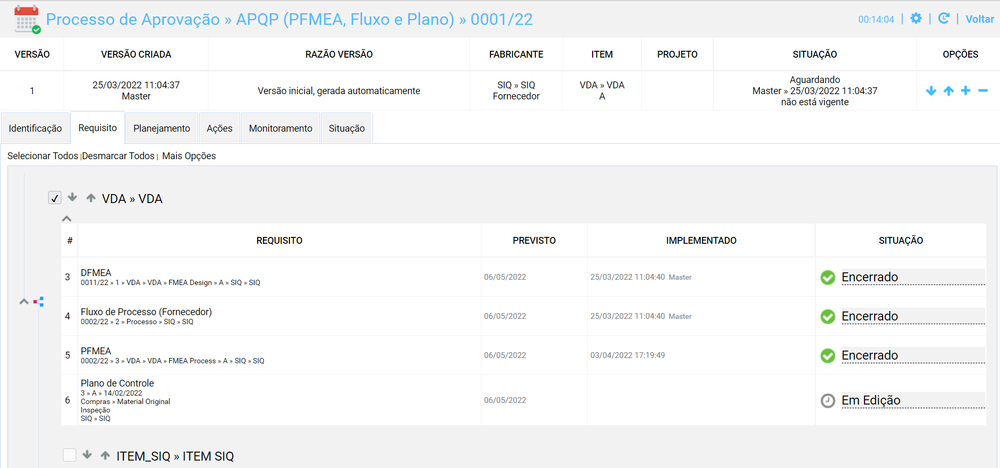 Processo de Aprovação » APQP (PFMEA, Fluxo e Plano) » 0001/22
00:14:04 | | | Voltar
VERSÃO VERSÃO CRIADA RAZÃO VERSÃO FABRICANTE ITEM PROJETO SITUAÇÃO OPÇÕES
1
25/03/2022 11:04:37
Master
Versão inicial, gerada automaticamente
SIQ » SIQ
Fornecedor
VDA » VDA
A
Aguardando
Master » 25/03/2022 11:04:37
não está vigente
Identificação Requisito Planejamento Ações Monitoramento Situação
Selecionar Todos |Desmarcar Todos | Mais Opções
VDA » VDA
# REQUISITO PREVISTO IMPLEMENTADO SITUAÇÃO
3
DFMEA
0011/22 » 1 » VDA » VDA » FMEA Design » A » SIQ » SIQ
06/05/2022
25/03/2022 11:04:40 Master
Encerrado
4
Fluxo de Processo (Fornecedor)
0002/22 » 2 » Processo » SIQ » SIQ
06/05/2022
25/03/2022 11:04:40 Master
Encerrado
5
PFMEA
0002/22 » 3 » VDA » VDA » FMEA Process » A » SIQ » SIQ
06/05/2022
03/04/2022 17:19:49
Encerrado
6
Plano de Controle
3 » A » 14/02/2022
Compras » Material Original
Inspeção
SIQ » SIQ
06/05/2022
Em Edição
ITEM_SIQ » ITEM SIQ